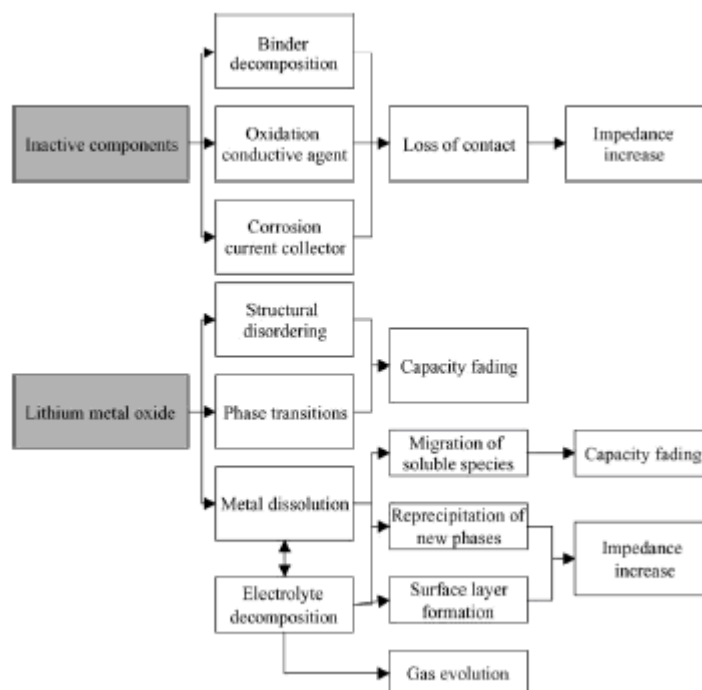 Binder
decomposition
Inactive components
Oxidation
conductive agent
Loss of contact
Impedance
increase
Corrosion
current collector
Structural
disordering
Capacity fading
Lithium metal oxide
Phase transitions
Migration of
soluble species
Capacity fading
Metal dissolution
Reprecipitation of
new phases
Impedance
increase
Electrolyte
decomposition
Surface layer
formation
Gas evolution